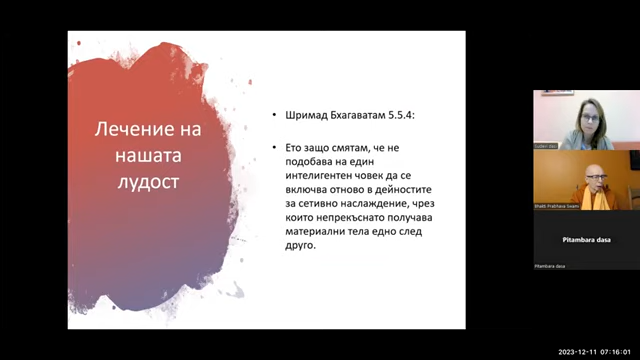 Лечение на
нашата
лудост
• Шримад Бхагаватам 5.5.4:
• Ето защо смятам, че не
подобава на един
интелигентен човек да се
включва отново в дейностите
за сетивно наслаждение, чрез
които непрекъснато получава
материални тела едно след
друго.
Bhakti Prabhava Swami
Pitambara dasa
Pitambara dasa
2023-12-11 07:16:01